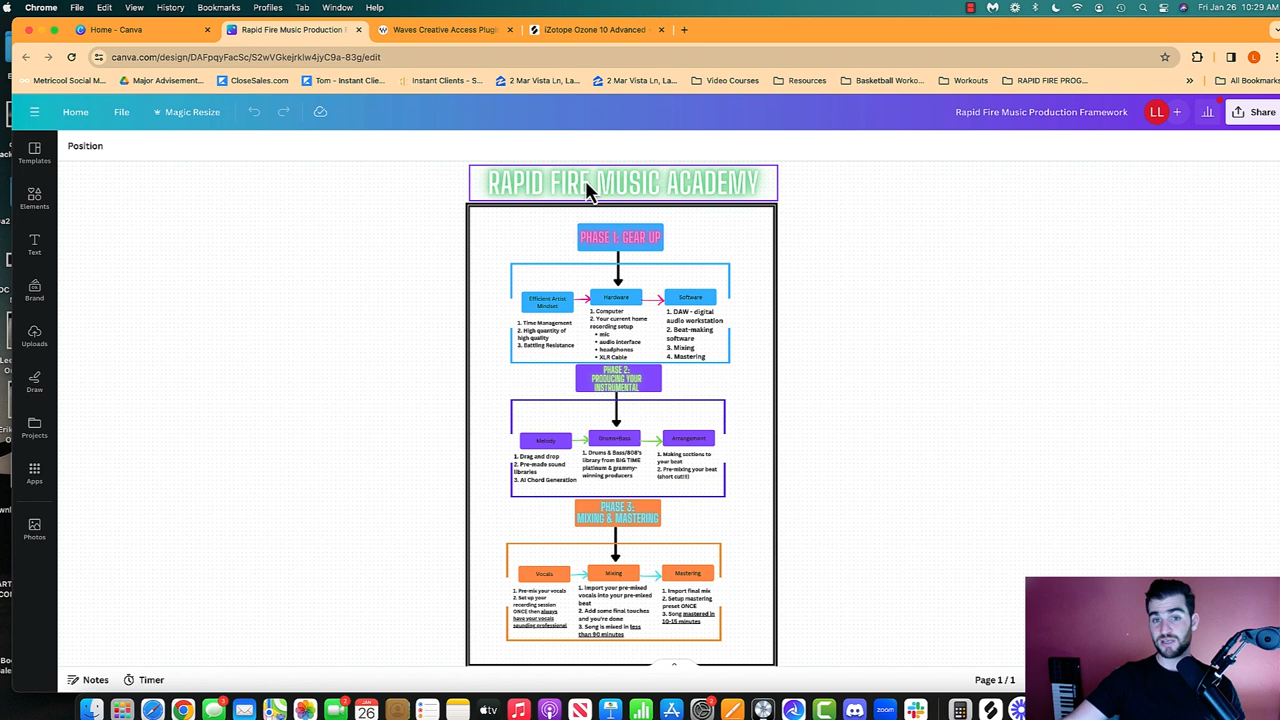 Chrome File Edit View History Bookmarks Profiles Tab Window Help
Fri Jan 26 10:29 AM
Home - Canva
Rapid Fire Music Production F
Waves Creative Access Plugin
iZotope Ozone 10 Advanced -
canva.com/design/DAFpqyFacSc/S2wVGkejrkIw4jyC9a-83g/edit
Metricool Social M...
Major Advisement...
CloseSales.com
Tom - Instant Clie...
Instant Clients - S...
2 Mar Vista Ln, La...
2 Mar Vista Ln, La...
Video Courses
Resources
Basketball Worko...
Workouts
RAPID FIRE PROG...
All Bookmarks
Home
File
Magic Resize
Rapid Fire Music Production Framework
LL
Share
Position
Templates
Elements
Text
Brand
Uploads
Draw
Projects
Apps
Photos
RAPID FIRE MUSIC ACADEMY
PHASE 1: GEAR UP
Efficient Artist
Mindset
1. Time Management
2. High quantity of
high quality
3. Battling Resistance
Hardware
1. Computer
2. Your current home
recording setup
• mic
• audio interface
• headphones
• XLR Cable
Software
1. DAW - digital
audio workstation
2. Beat-making
software
3. Mixing
4. Mastering
PHASE 2:
PRODUCING YOUR
INSTRUMENTAL
Melody
1. Drag and drop
2. Pre-made sound
libraries
3. AI Chord Generation
Drums+Bass
1. Drums & Bass/808's
library from BIG TIME
platinum & grammy-
winning producers
Arrangement
1. Making sections to
your beat
2. Pre-mixing your beat
(short cut!!!)
PHASE 3:
MIXING & MASTERING
Vocals
1. Pre-mix your vocals
2. Set up your
recording session
ONCE then always
have your vocals
sounding professional
Mixing
1. Import your pre-mixed
vocals into your pre-mixed
beat
2. Add some final touches
and you're done
3. Song is mixed in less
than 90 minutes
Mastering
1. Import final mix
2. Setup mastering
preset ONCE
3. Song mastered in
10-15 minutes
Notes
Timer
Page 1 / 1
JAN
26
tv
zoom